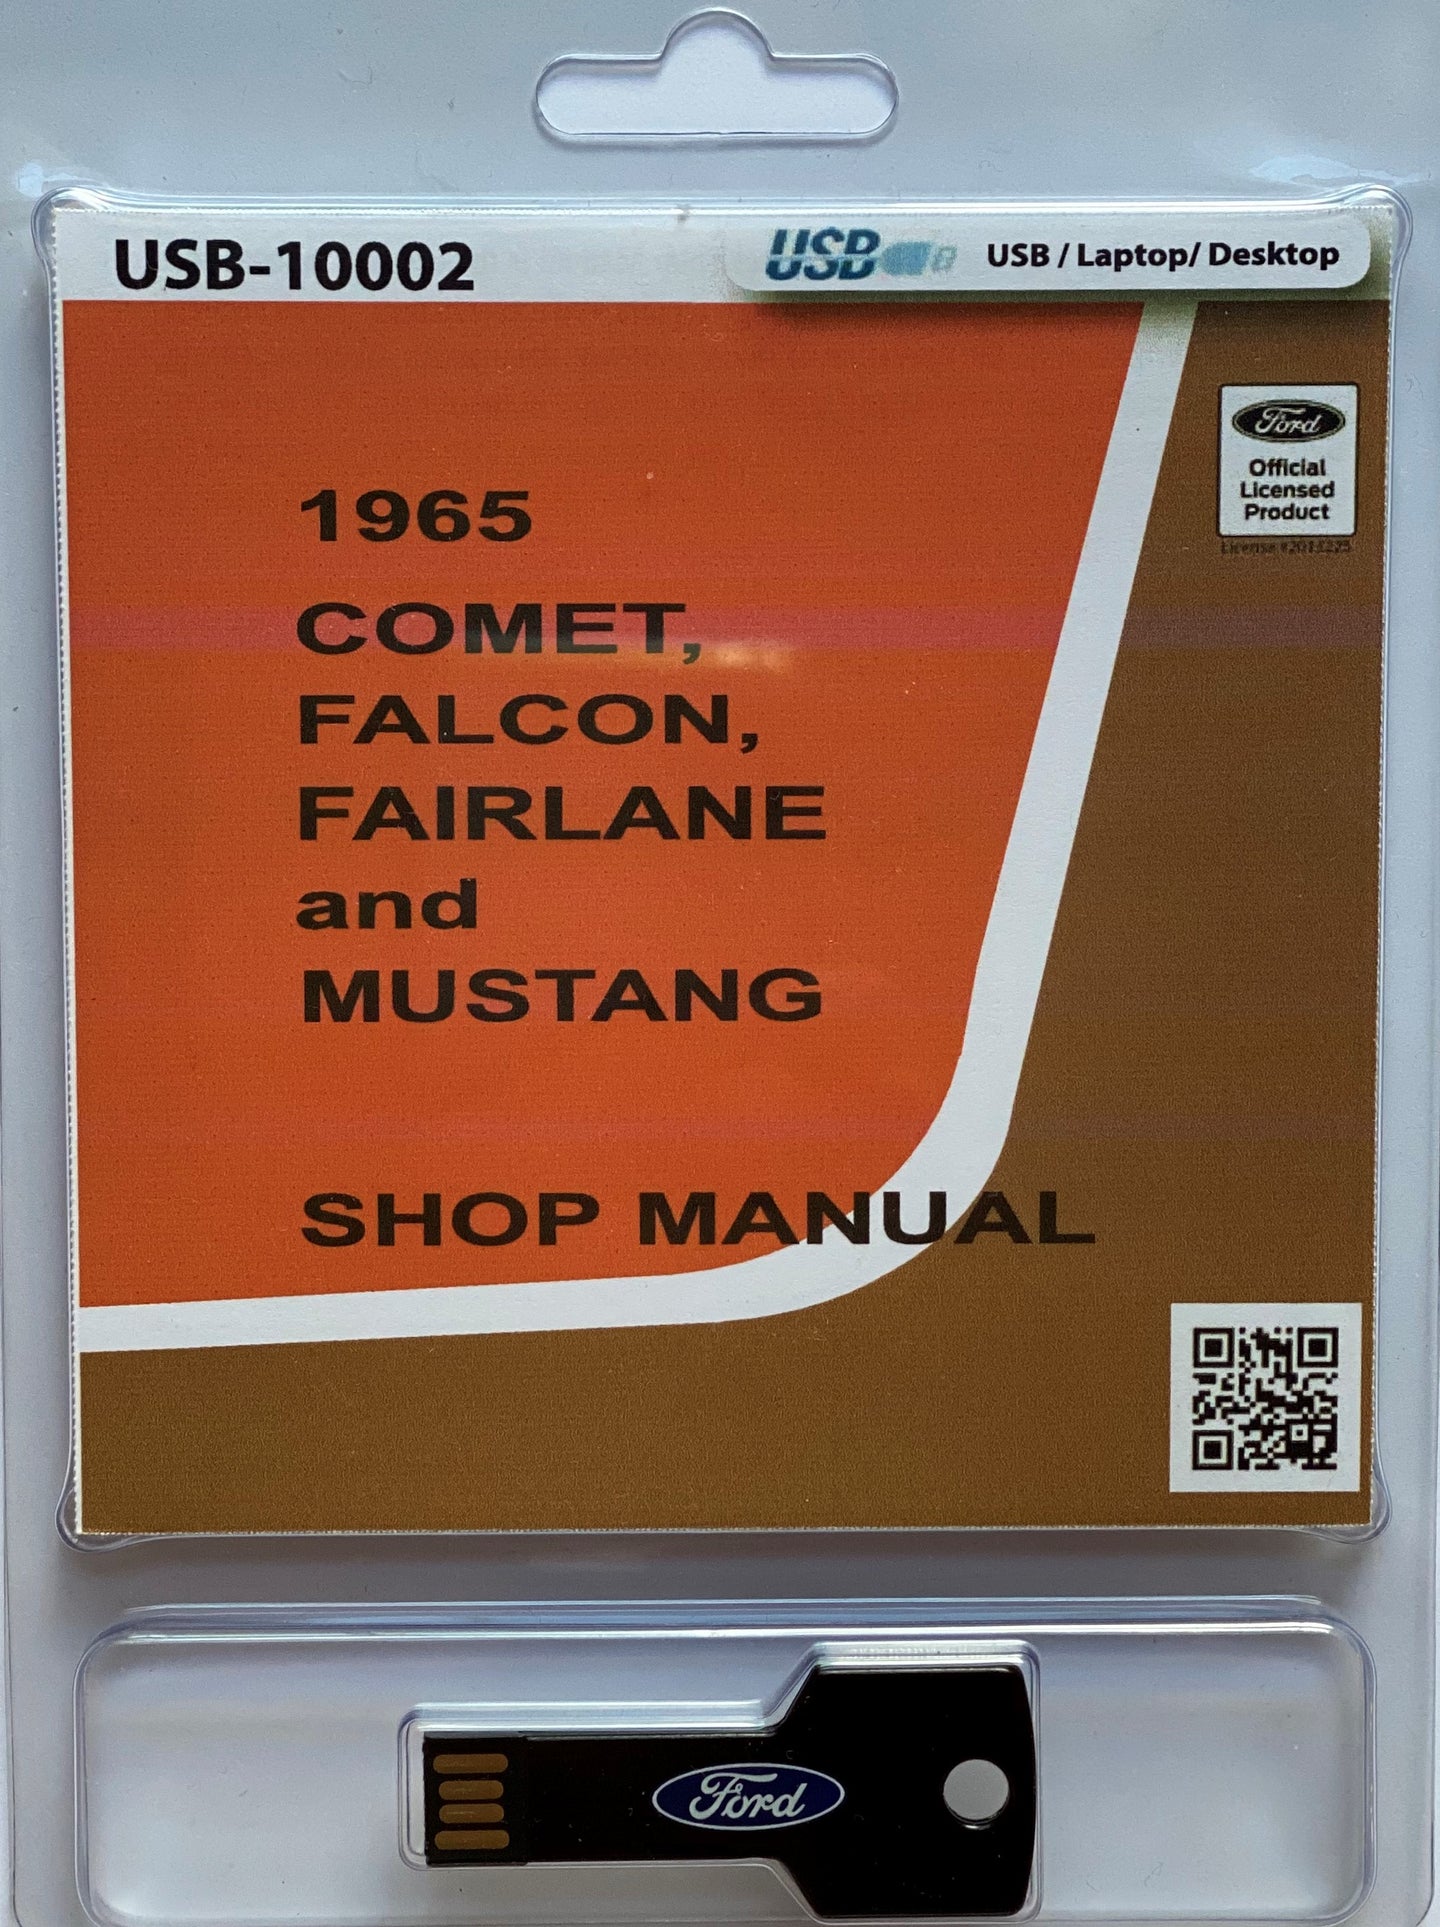 USB-10002
USB
USB / Laptop/ Desktop
Ford
Official
Licensed
Product
1965
COMET,
FALCON,
FAIRLANE
and
MUSTANG
SHOP MANUAL
Ford